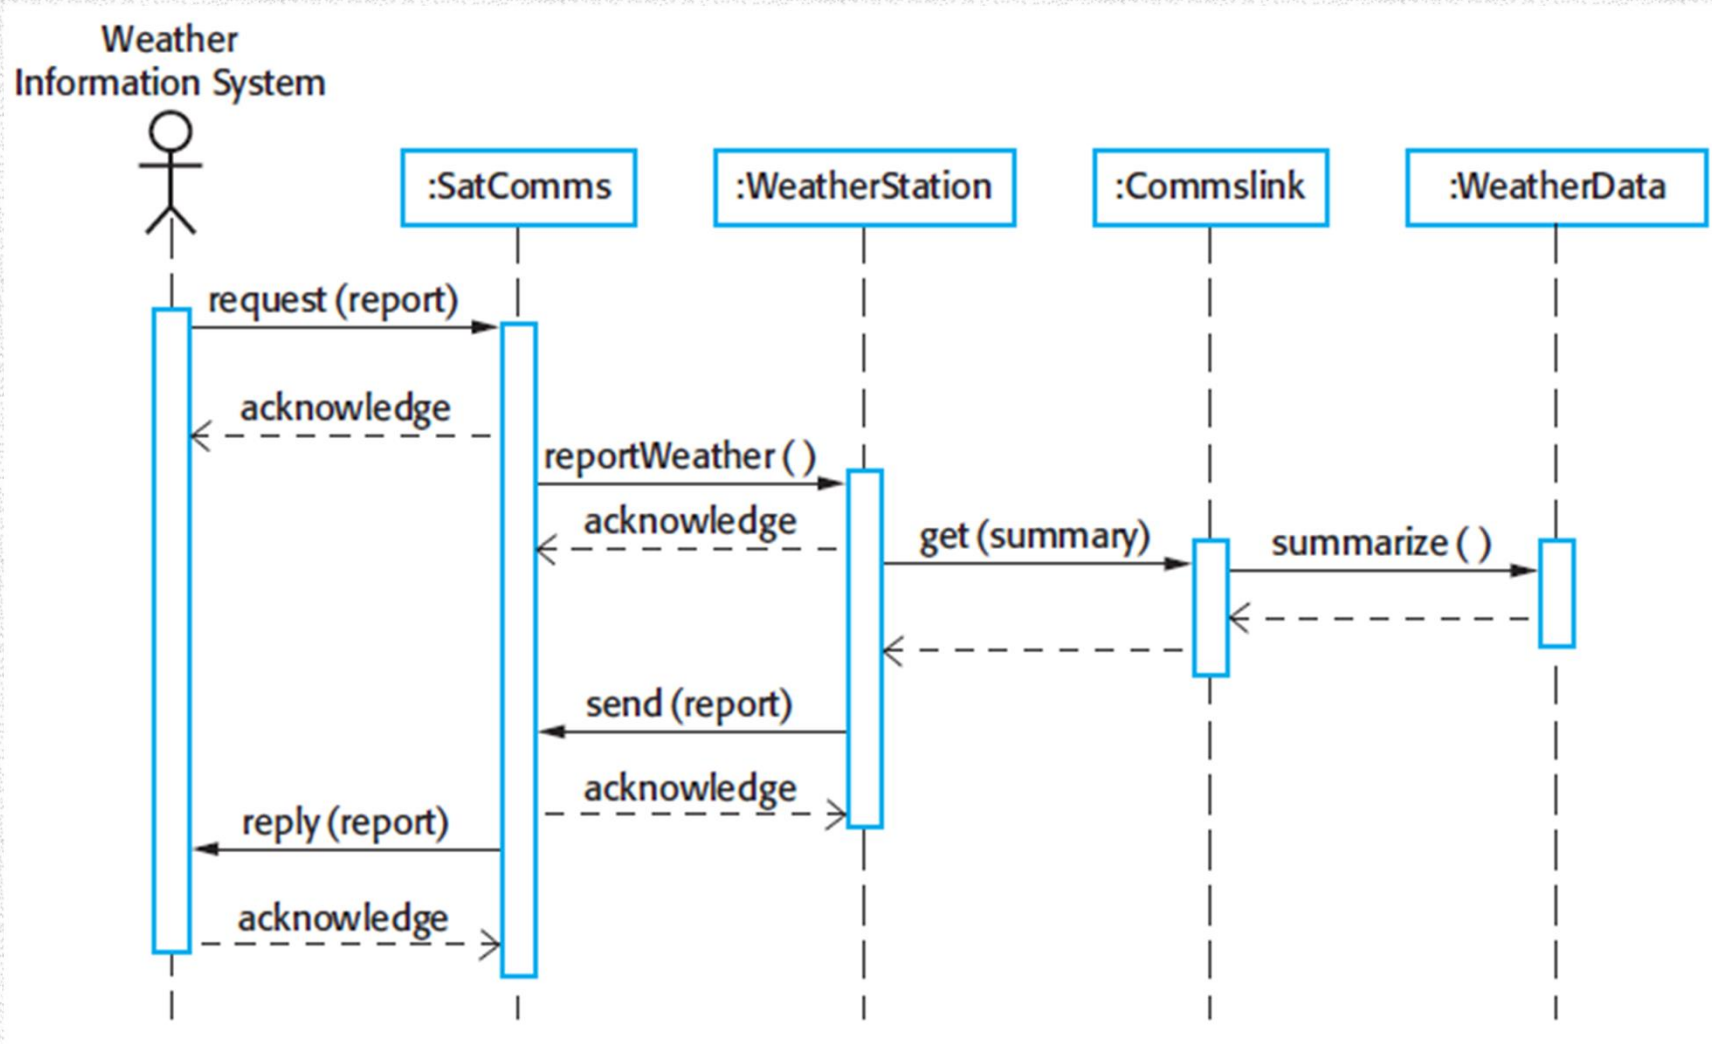 Weather
Information System
:SatComms
:WeatherStation
:Commslink
:WeatherData
request (report)
acknowledge
reportWeather ( )
acknowledge
get (summary)
summarize ( )
send (report)
acknowledge
reply (report)
acknowledge